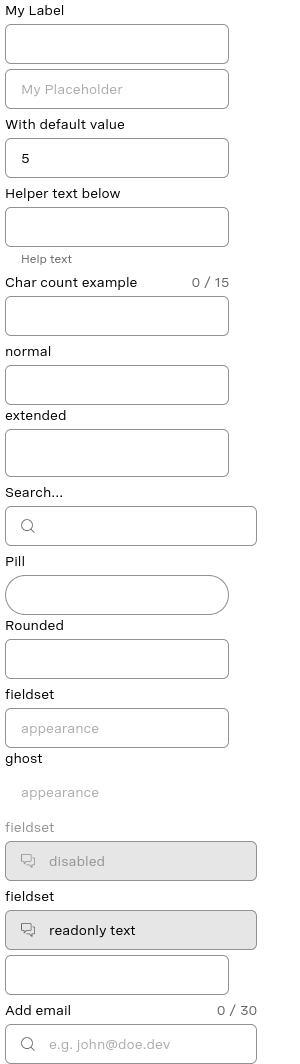 My Label
My Placeholder
With default value
5
Helper text below
Help text
Char count example 0 / 15
normal
extended
Search...
Pill
Rounded
fieldset
appearance
ghost
appearance
fieldset
disabled
fieldset
readonly text
Add email 0 / 30
e.g. john@doe.dev